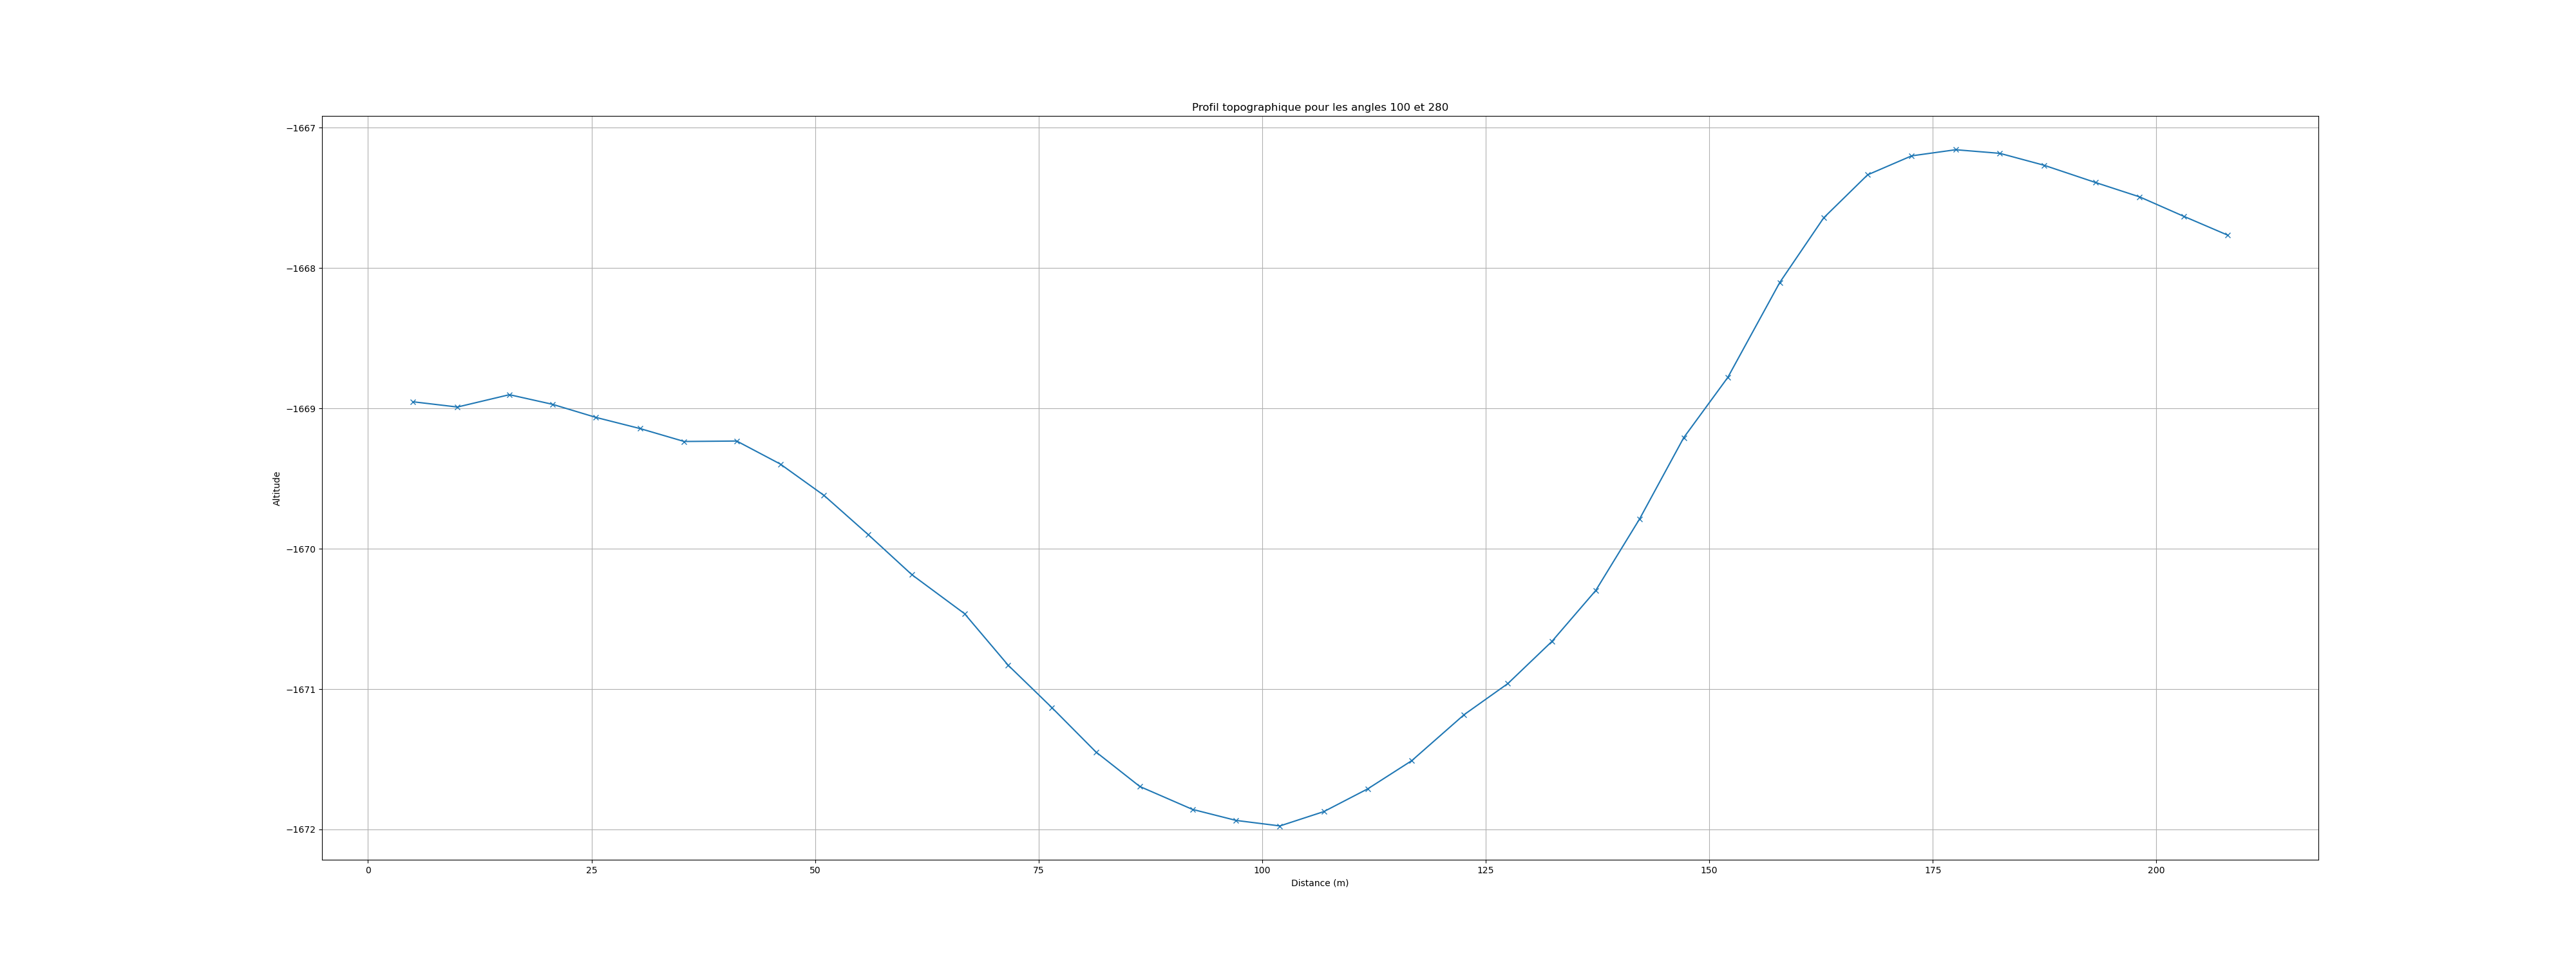 Profil topographique pour les angles 100 et 280
−1667
−1668
−1669
−1670
−1671
−1672
Altitude
0 25 50 75 100 125 150 175 200
Distance (m)